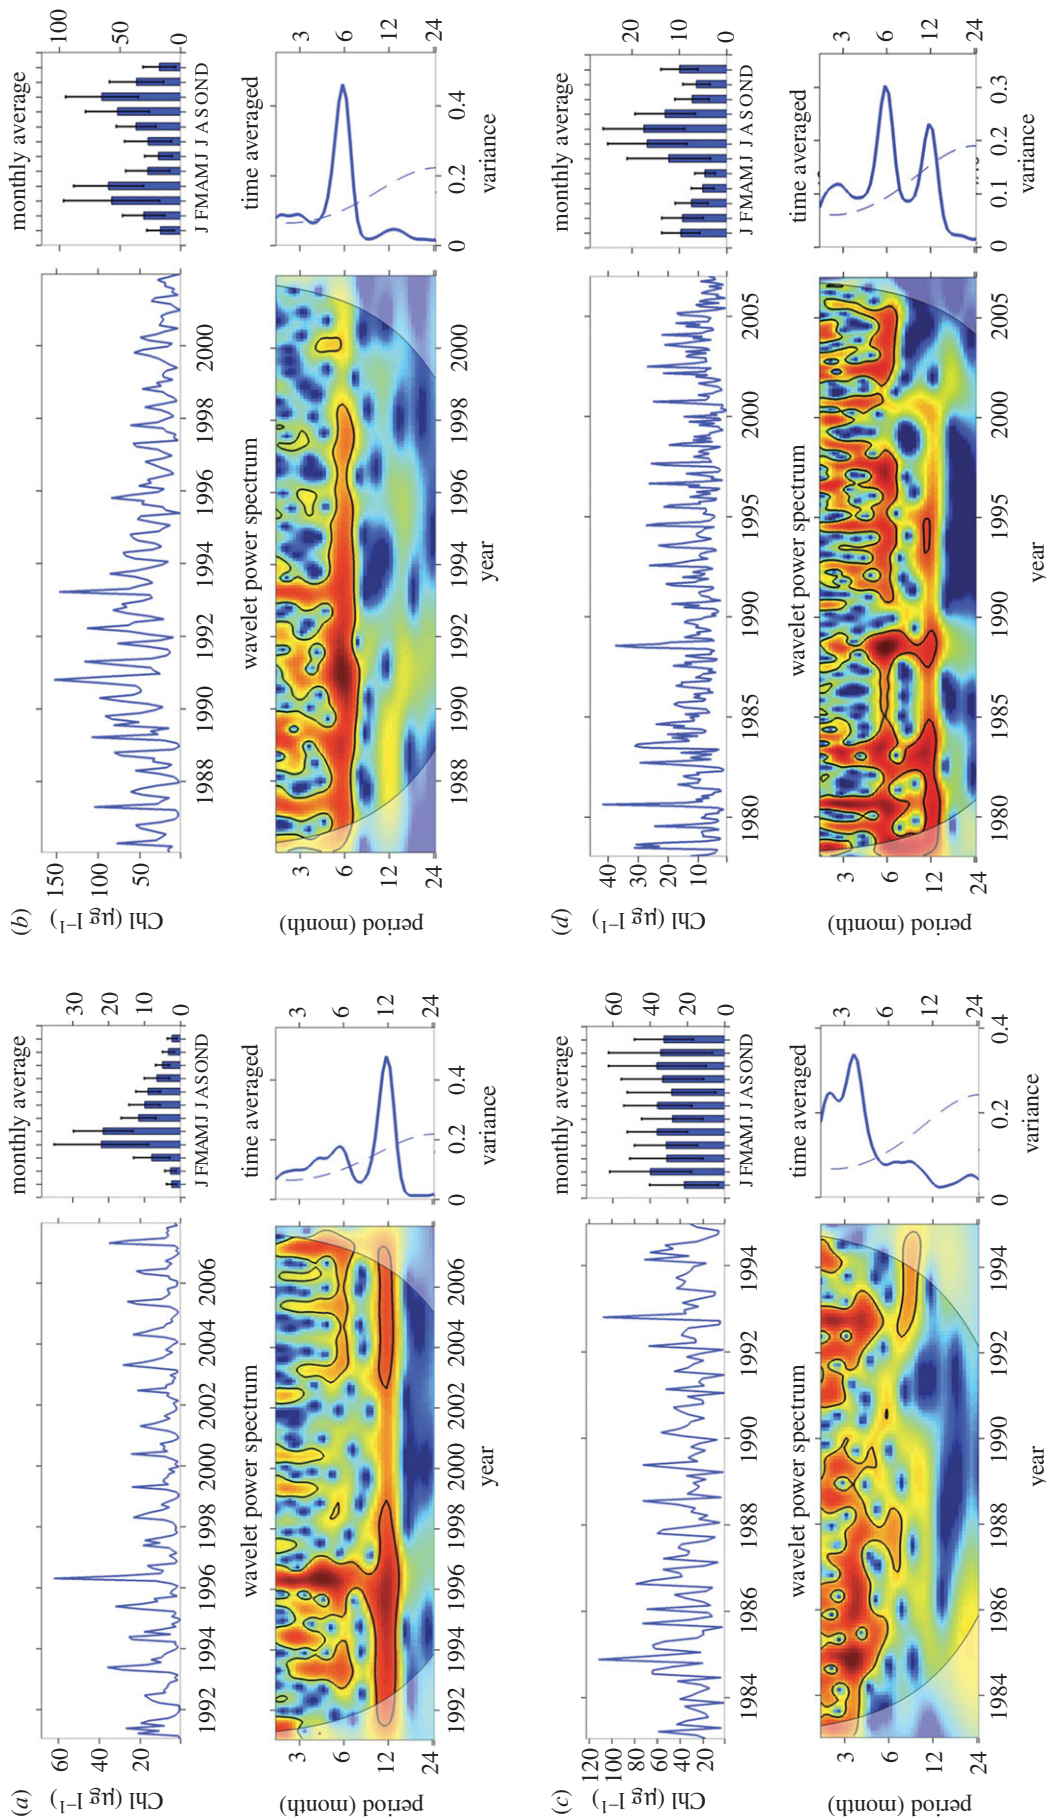 (a)
Chl (µg l⁻¹)
60
40
20
1992 1994 1996 1998 2000 2002 2004 2006
monthly average
30
20
10
0
J FMAMJ J ASOND
wavelet power spectrum
period (month)
3
6
12
24
1992 1994 1996 1998 2000 2002 2004 2006
year
time averaged
3
6
12
24
0 0.2 0.4
variance
(b)
Chl (µg l⁻¹)
150
100
50
1988 1990 1992 1994 1996 1998 2000
monthly average
100
50
0
J FMAMJ J ASOND
wavelet power spectrum
period (month)
3
6
12
24
1988 1990 1992 1994 1996 1998 2000
year
time averaged
3
6
12
24
0 0.2 0.4
variance
(c)
Chl (µg l⁻¹)
120
100
80
60
40
20
1984 1986 1988 1990 1992 1994
monthly average
60
40
20
0
J FMAMJ J ASOND
wavelet power spectrum
period (month)
3
6
12
24
1984 1986 1988 1990 1992 1994
year
time averaged
3
6
12
24
0 0.2 0.4
variance
(d)
Chl (µg l⁻¹)
40
30
20
10
1980 1985 1990 1995 2000 2005
monthly average
20
10
0
J FMAMJ J ASOND
wavelet power spectrum
period (month)
3
6
12
24
1980 1985 1990 1995 2000 2005
year
time averaged
3
6
12
24
0 0.1 0.2 0.3
variance